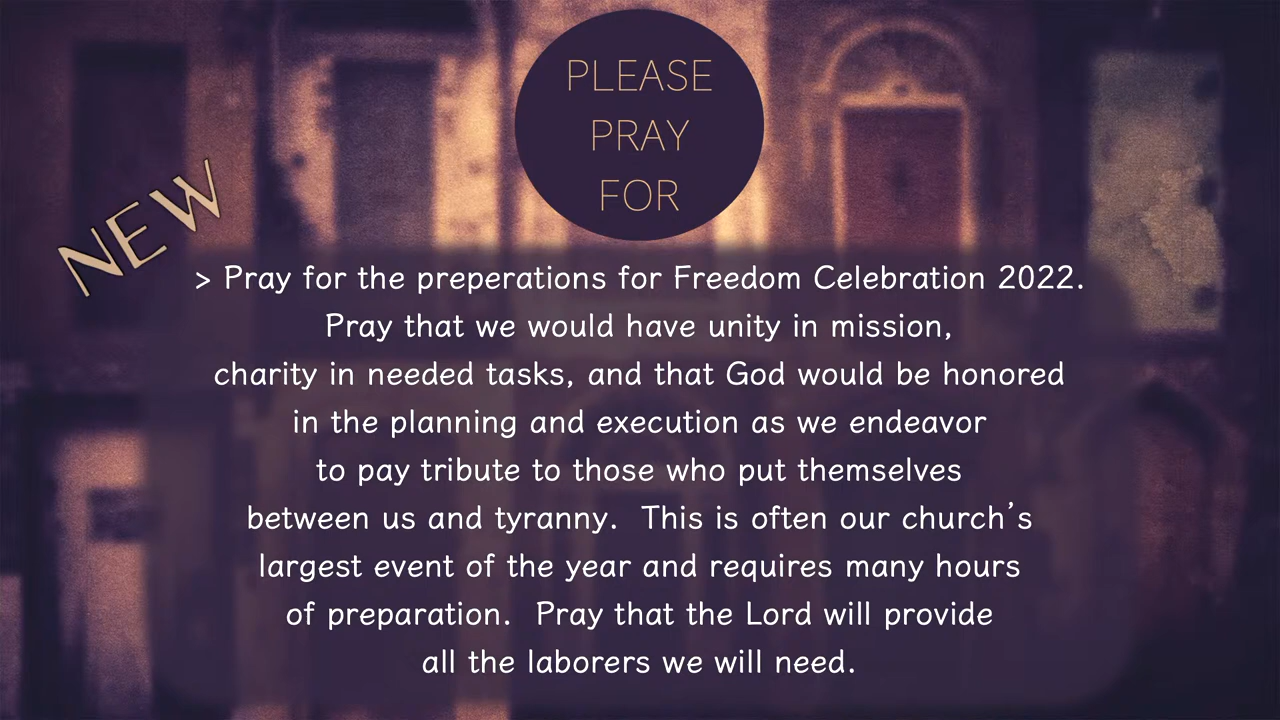 PLEASE
PRAY
FOR
NEW
> Pray for the preperations for Freedom Celebration 2022.
Pray that we would have unity in mission,
charity in needed tasks, and that God would be honored
in the planning and execution as we endeavor
to pay tribute to those who put themselves
between us and tyranny.  This is often our church's
largest event of the year and requires many hours
of preparation.  Pray that the Lord will provide
all the laborers we will need.